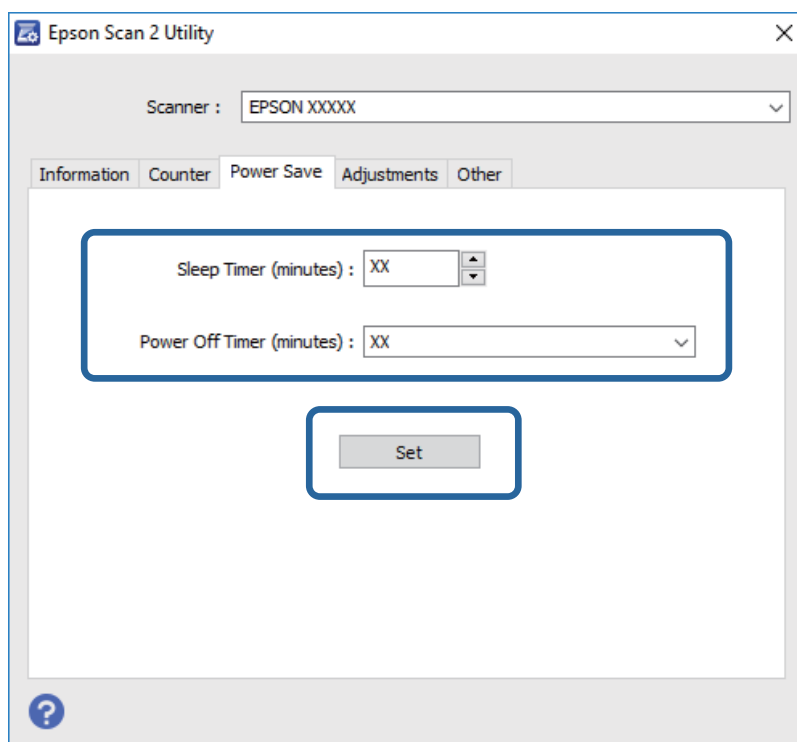 Epson Scan 2 Utility
Scanner : EPSON XXXXX
Information Counter Power Save Adjustments Other
Sleep Timer (minutes) : XX
Power Off Timer (minutes) : XX
Set
?